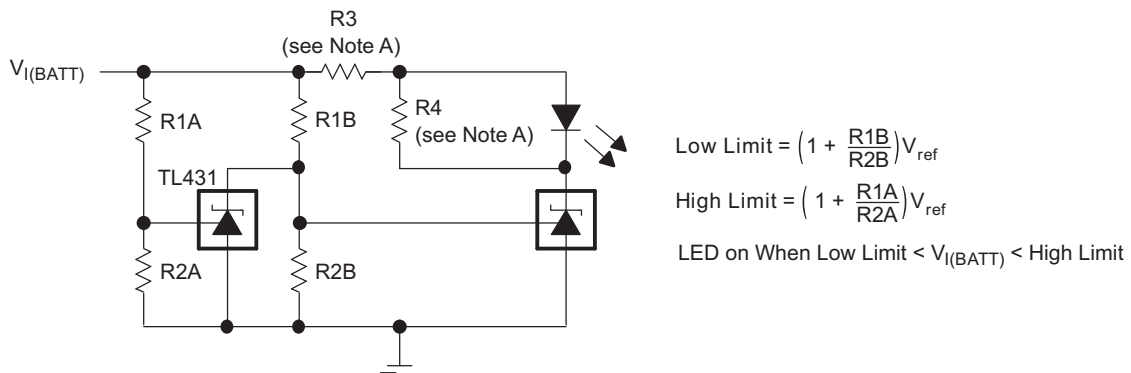 R3
(see Note A)
V_I(BATT)
R1A
R1B
R4
(see Note A)
TL431
R2A
R2B
Low Limit = ( 1 + R1B/R2B ) V_ref
High Limit = ( 1 + R1A/R2A ) V_ref
LED on When Low Limit < V_I(BATT) < High Limit